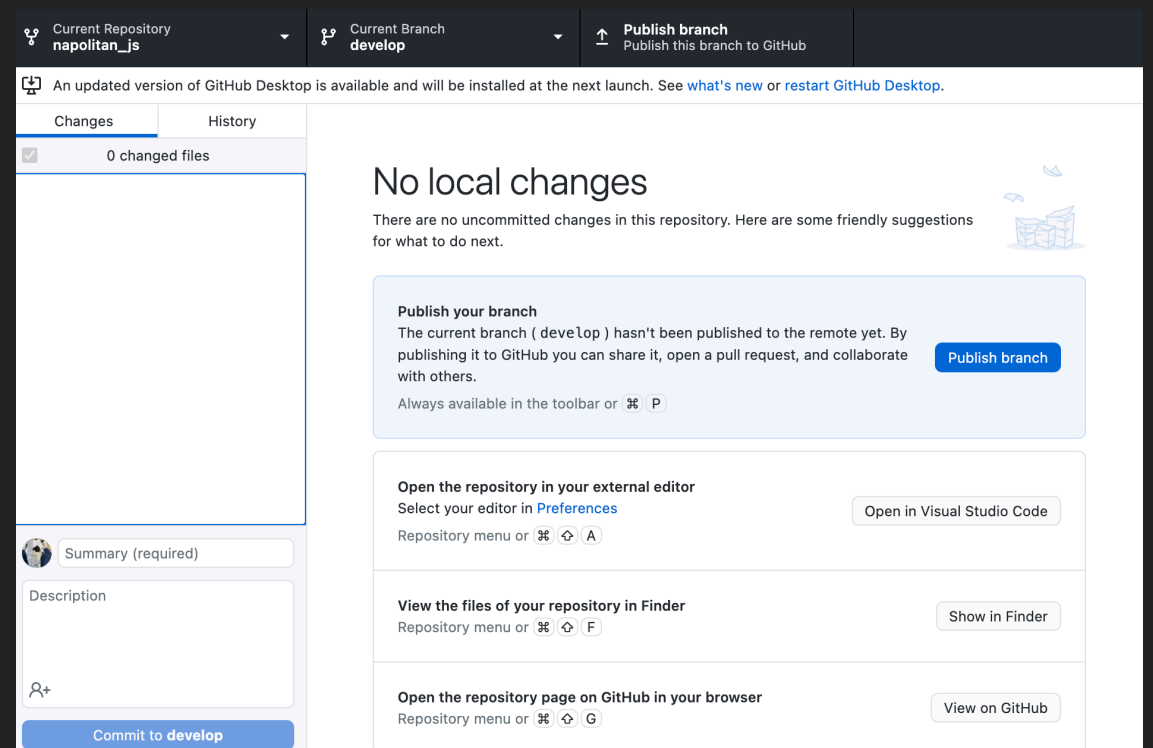 Current Repository
napolitan_js
Current Branch
develop
Publish branch
Publish this branch to GitHub
An updated version of GitHub Desktop is available and will be installed at the next launch. See what's new or restart GitHub Desktop.
Changes
History
0 changed files
No local changes
There are no uncommitted changes in this repository. Here are some friendly suggestions
for what to do next.
Publish your branch
The current branch ( develop ) hasn't been published to the remote yet. By
publishing it to GitHub you can share it, open a pull request, and collaborate
with others.
Always available in the toolbar or ⌘ P
Publish branch
Open the repository in your external editor
Select your editor in Preferences
Repository menu or ⌘ ⇧ A
Open in Visual Studio Code
View the files of your repository in Finder
Repository menu or ⌘ ⇧ F
Show in Finder
Open the repository page on GitHub in your browser
Repository menu or ⌘ ⇧ G
View on GitHub
Summary (required)
Description
Commit to develop